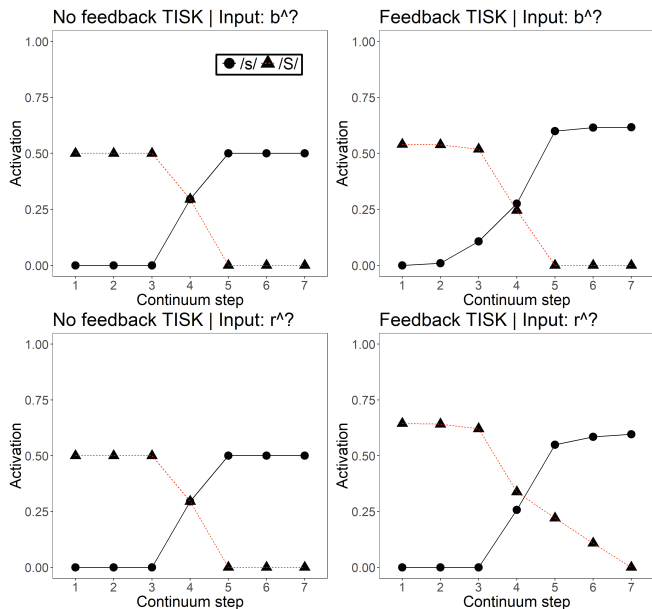 No feedback TISK | Input: b^?
Feedback TISK | Input: b^?
1.00
0.75
0.50
0.25
0.00
Activation
/s/ /S/
1 2 3 4 5 6 7
Continuum step
1.00
0.75
0.50
0.25
0.00
Activation
1 2 3 4 5 6 7
Continuum step
No feedback TISK | Input: r^?
Feedback TISK | Input: r^?
1.00
0.75
0.50
0.25
0.00
Activation
1 2 3 4 5 6 7
Continuum step
1.00
0.75
0.50
0.25
0.00
Activation
1 2 3 4 5 6 7
Continuum step